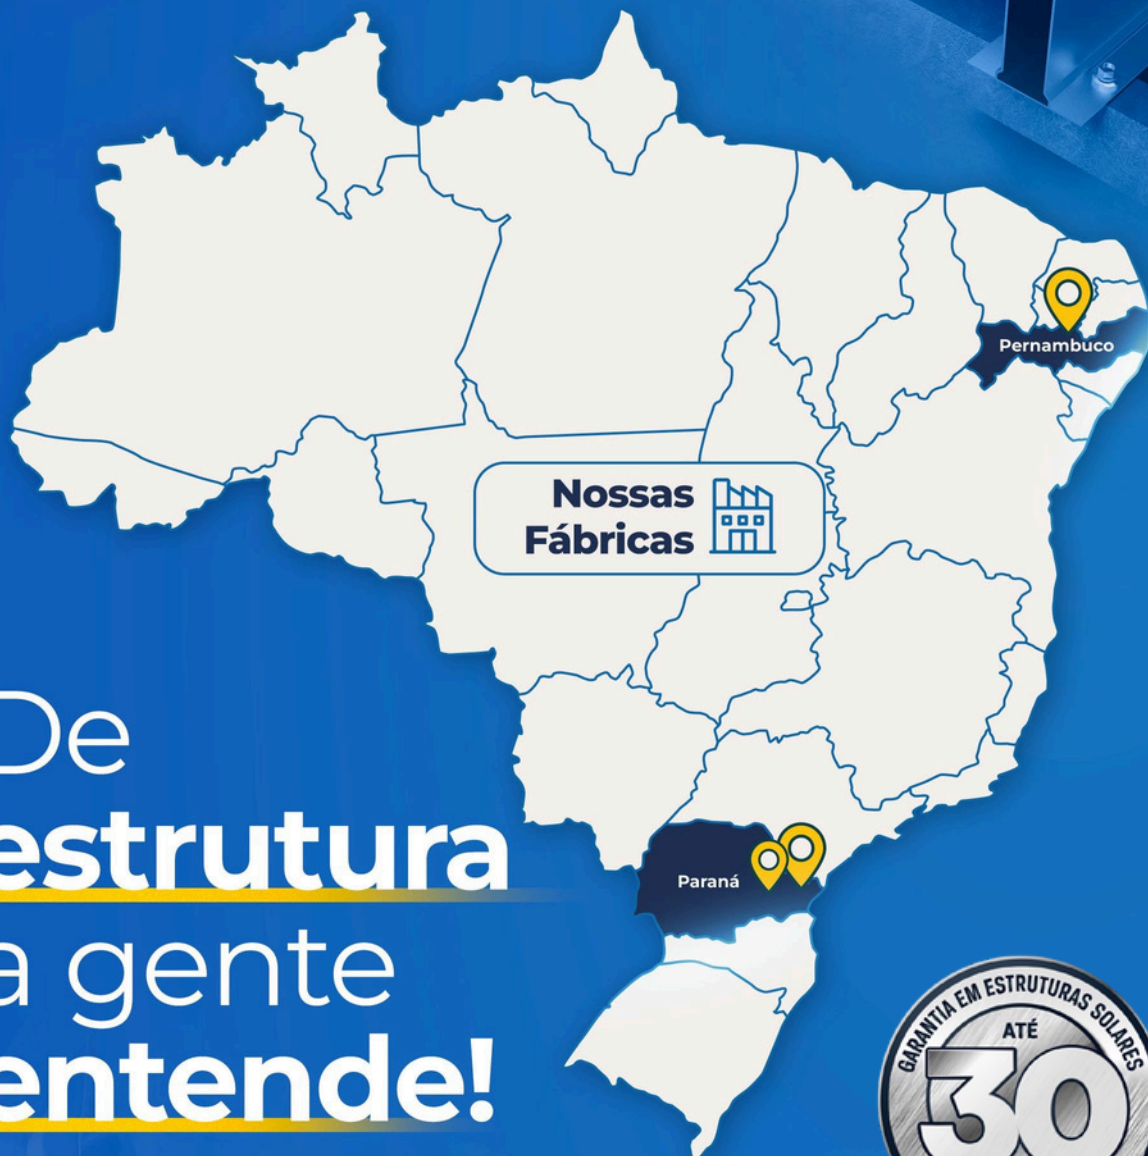 Pernambuco
Nossas
Fábricas
De
estrutura
a gente
entende!
Paraná
GARANTIA EM ESTRUTURAS SOLARES
ATÉ
30